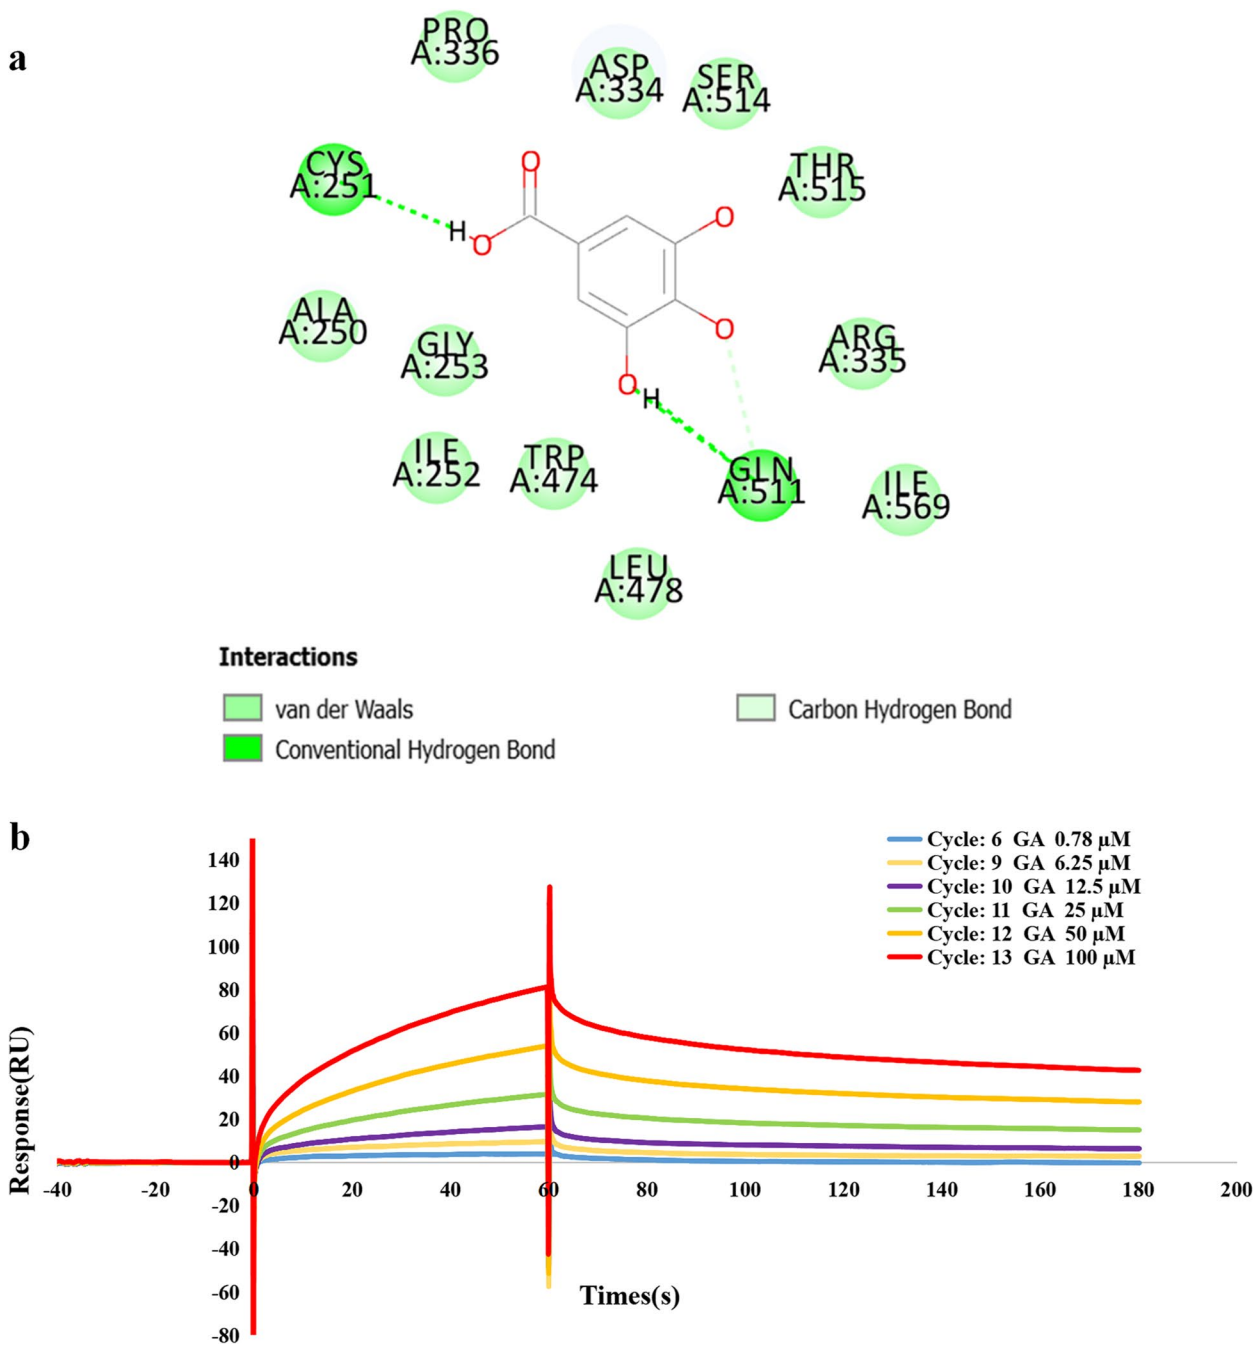 a
PRO
A:336
ASP
A:334
SER
A:514
CYS
A:251
THR
A:515
O
O
H
O
O
ALA
A:250
GLY
A:253
ARG
A:335
O
H
ILE
A:252
TRP
A:474
GLN
A:511
ILE
A:569
LEU
A:478
Interactions
van der Waals
Carbon Hydrogen Bond
Conventional Hydrogen Bond
b
Cycle: 6 GA 0.78 µM
Cycle: 9 GA 6.25 µM
Cycle: 10 GA 12.5 µM
Cycle: 11 GA 25 µM
Cycle: 12 GA 50 µM
Cycle: 13 GA 100 µM
Response(RU)
140
120
100
80
60
40
20
0
-20
-40
-60
-80
-40 -20 0 20 40 60 80 100 120 140 160 180 200
Times(s)